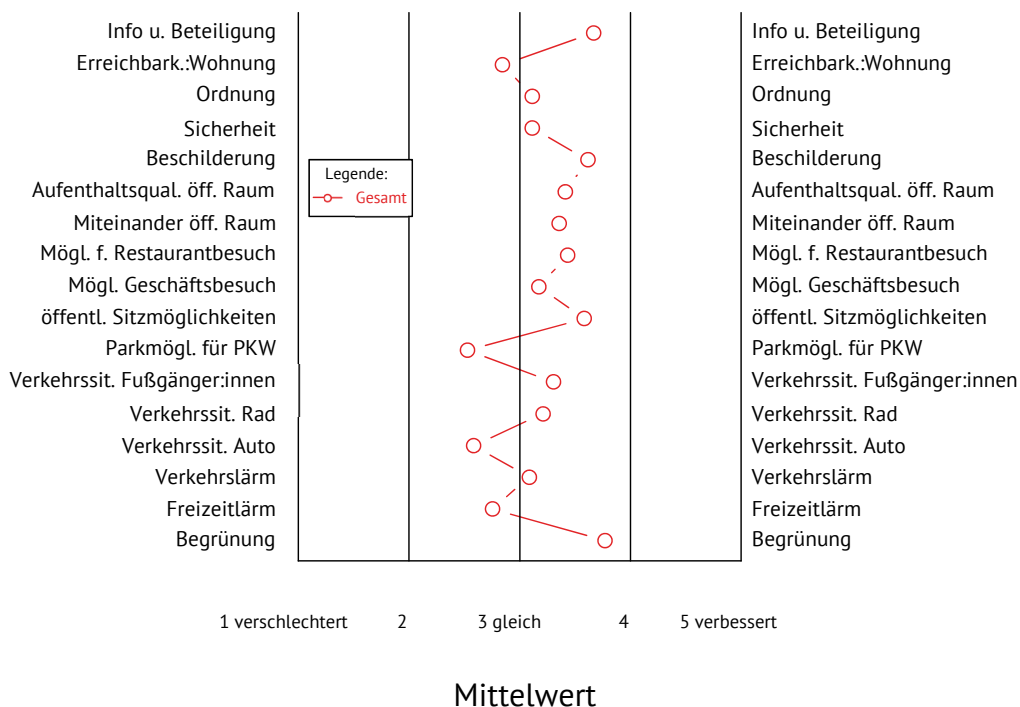 Info u. Beteiligung Info u. Beteiligung
Erreichbark.:Wohnung Erreichbark.:Wohnung
Ordnung Ordnung
Sicherheit Sicherheit
Beschilderung Beschilderung
Legende:
Gesamt
Aufenthaltsqual. öff. Raum Aufenthaltsqual. öff. Raum
Miteinander öff. Raum Miteinander öff. Raum
Mögl. f. Restaurantbesuch Mögl. f. Restaurantbesuch
Mögl. Geschäftsbesuch Mögl. Geschäftsbesuch
öffentl. Sitzmöglichkeiten öffentl. Sitzmöglichkeiten
Parkmögl. für PKW Parkmögl. für PKW
Verkehrssit. Fußgänger:innen Verkehrssit. Fußgänger:innen
Verkehrssit. Rad Verkehrssit. Rad
Verkehrssit. Auto Verkehrssit. Auto
Verkehrslärm Verkehrslärm
Freizeitlärm Freizeitlärm
Begrünung Begrünung
1 verschlechtert 2 3 gleich 4 5 verbessert
Mittelwert